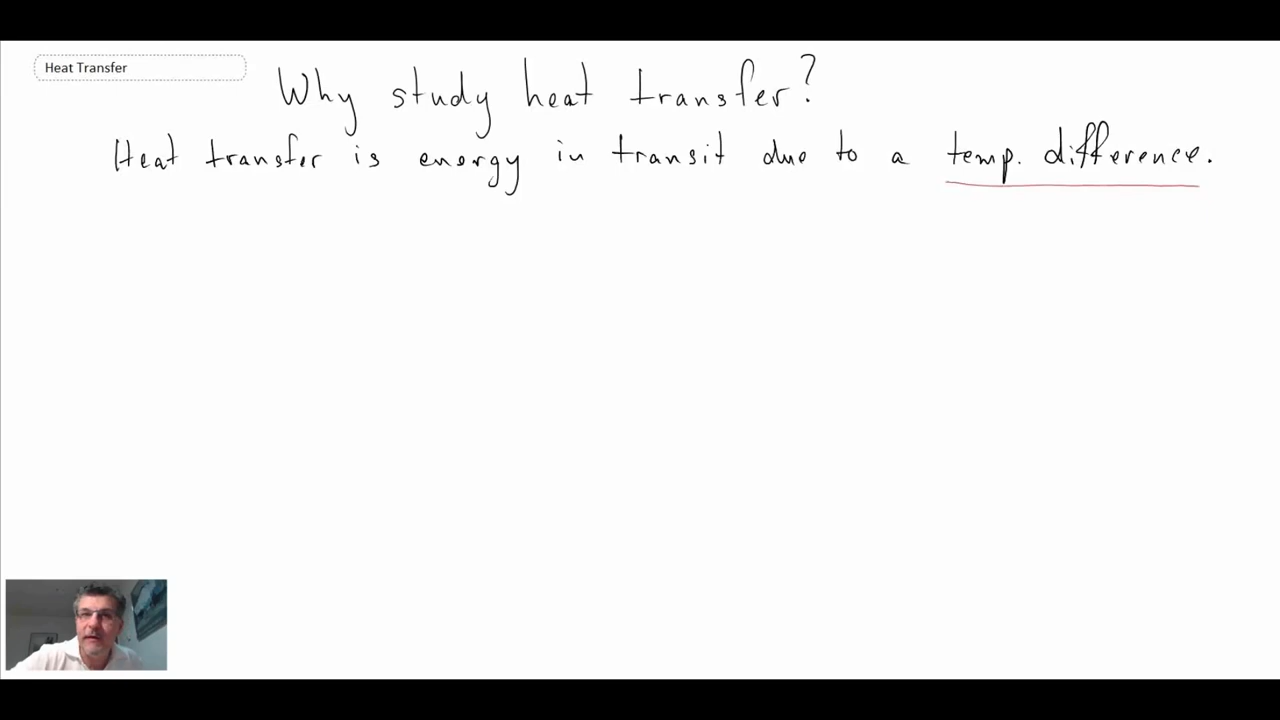 Heat Transfer
Why study heat transfer?
Heat transfer is energy in transit due to a temp. difference.